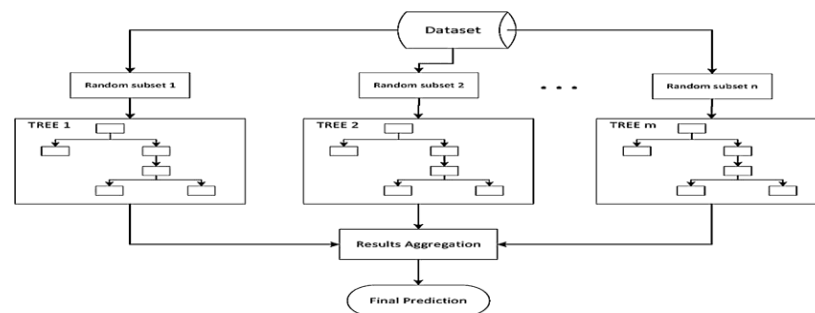 Dataset
Random subset 1
Random subset 2
. . .
Random subset n
TREE 1
TREE 2
TREE m
Results Aggregation
Final Prediction